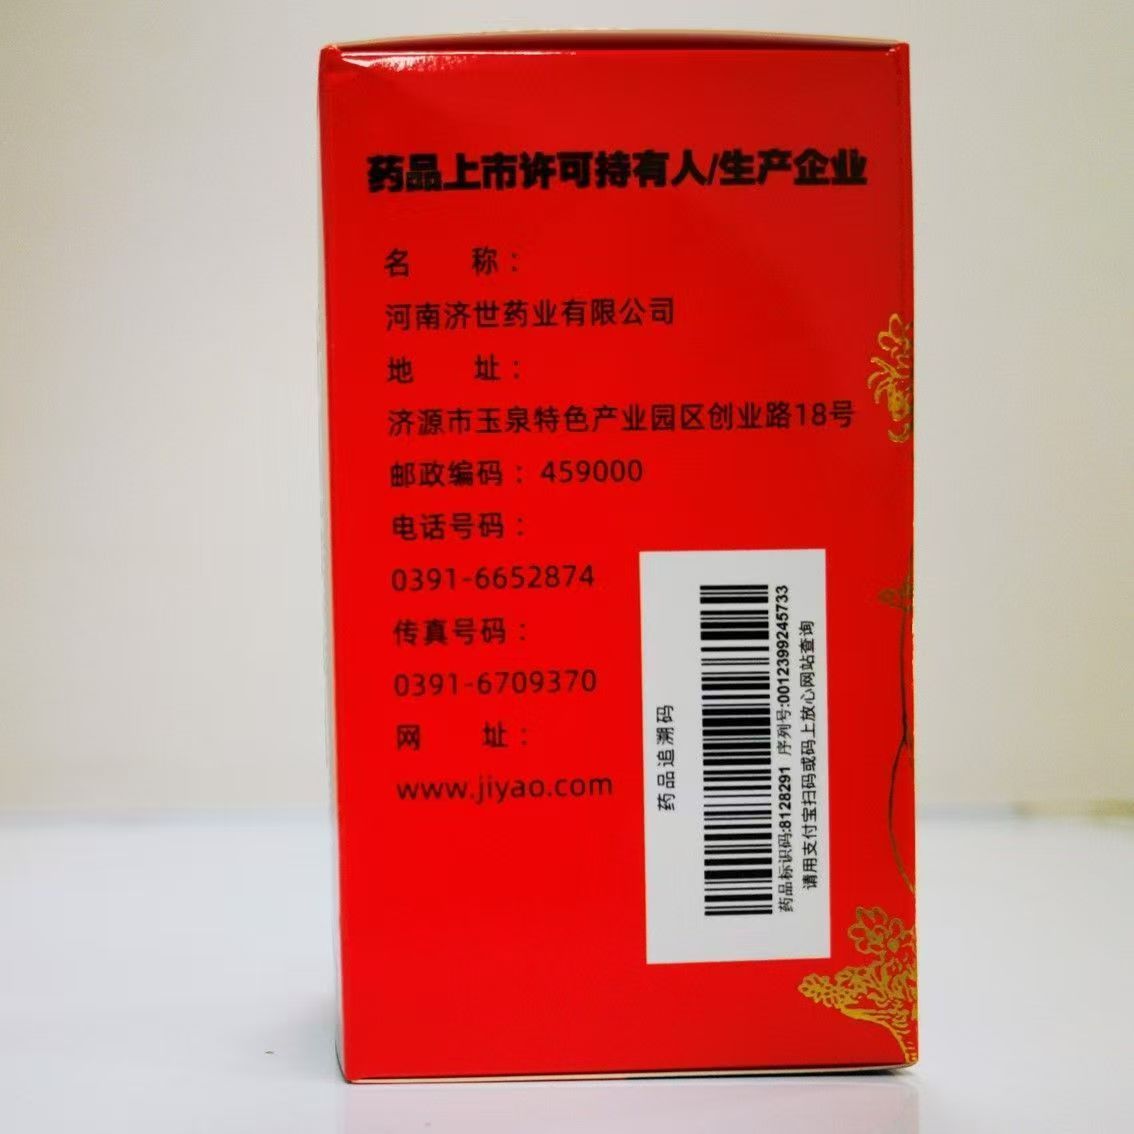 药品上市许可持有人/生产企业
名 称：
河南济世药业有限公司
地 址：
济源市玉泉特色产业园区创业路18号
邮政编码：459000
电话号码：
0391-6652874
传真号码：
0391-6709370
网 址：
www.jiyao.com
药品追溯码
药品标识码:8128291 序列号:0012399245733
请用支付宝扫码或码上放心网站查询